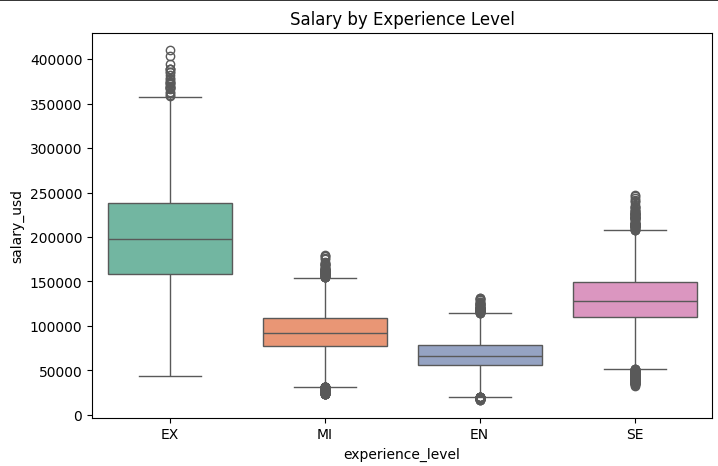 Salary by Experience Level
400000
350000
300000
250000
200000
150000
100000
50000
0
salary_usd
EX MI EN SE
experience_level